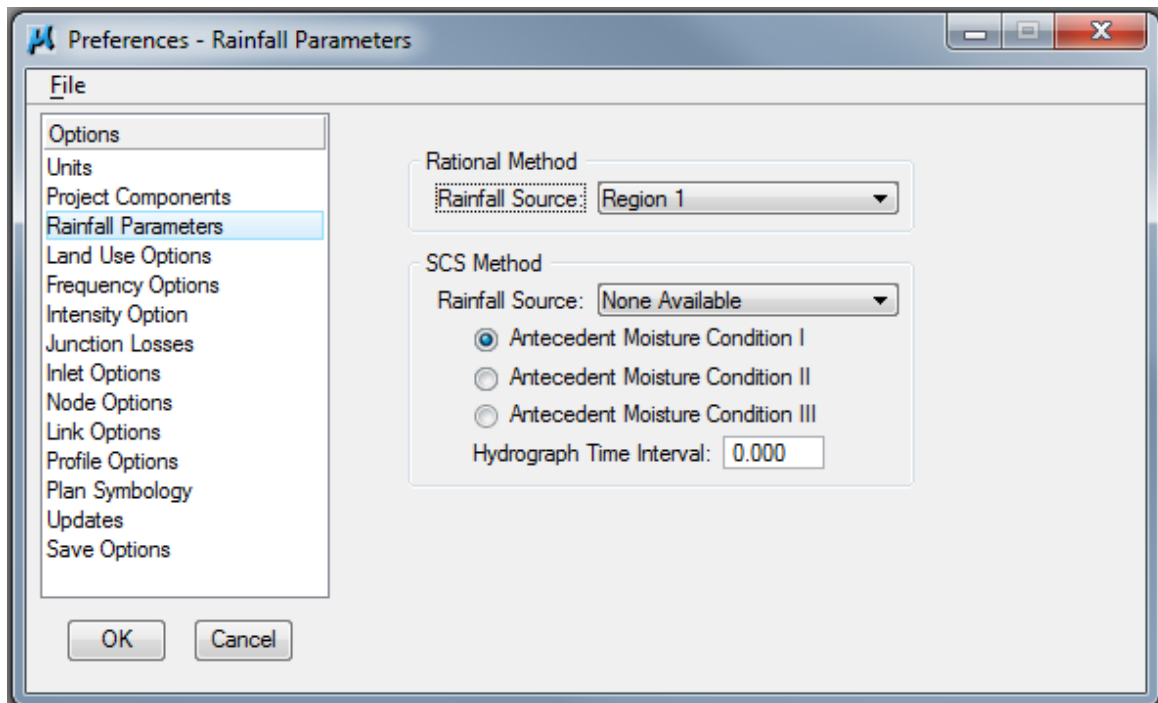 Preferences - Rainfall Parameters
File
Options
Units
Project Components
Rainfall Parameters
Land Use Options
Frequency Options
Intensity Option
Junction Losses
Inlet Options
Node Options
Link Options
Profile Options
Plan Symbology
Updates
Save Options
Rational Method
Rainfall Source: Region 1
SCS Method
Rainfall Source: None Available
Antecedent Moisture Condition I
Antecedent Moisture Condition II
Antecedent Moisture Condition III
Hydrograph Time Interval: 0.000
OK Cancel